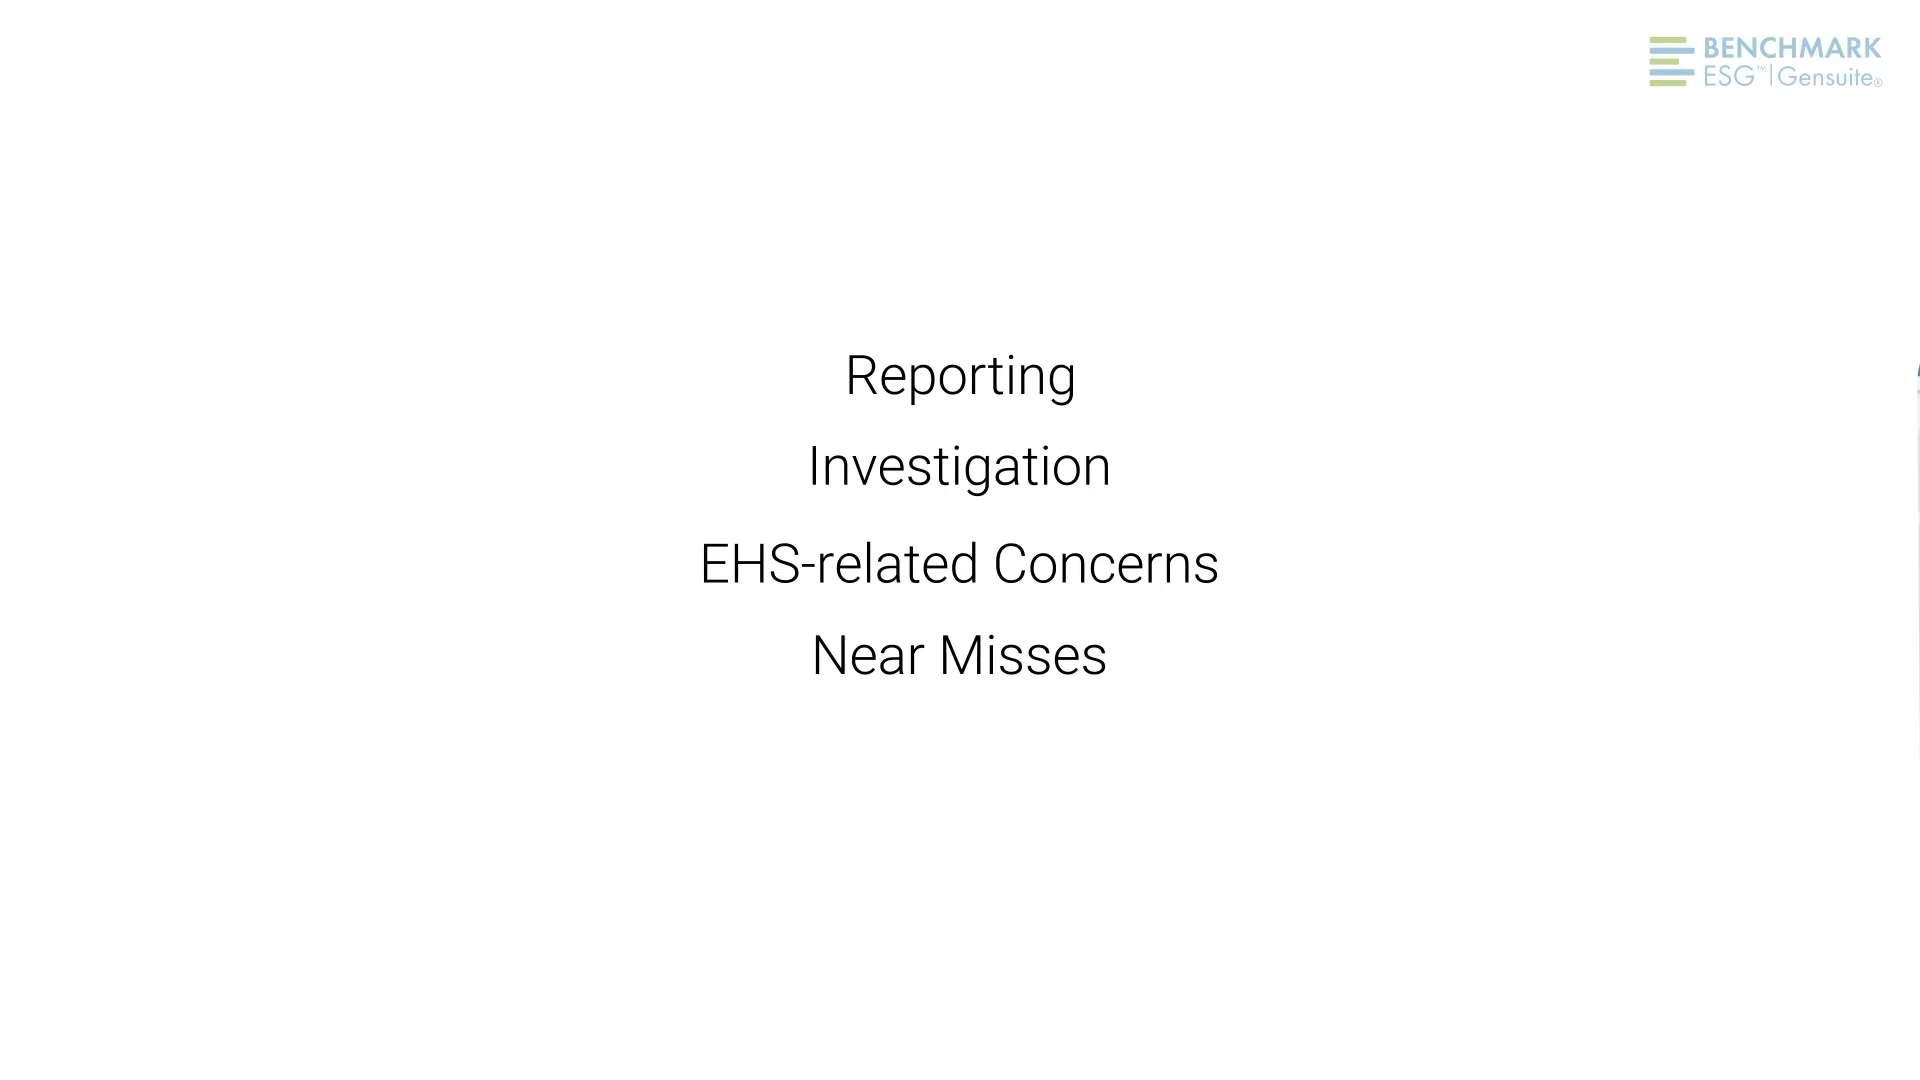 BENCHMARK
ESG™|Gensuite®
Reporting
Investigation
EHS-related Concerns
Near Misses